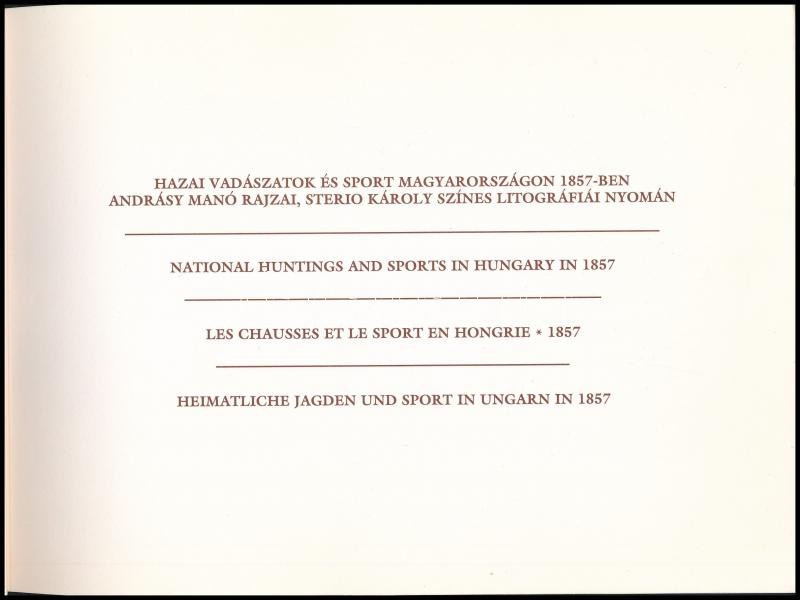 HAZAI VADÁSZATOK ÉS SPORT MAGYARORSZÁGON 1857-BEN
ANDRÁSY MANÓ RAJZAI, STERIO KÁROLY SZÍNES LITOGRÁFIÁI NYOMÁN
NATIONAL HUNTINGS AND SPORTS IN HUNGARY IN 1857
LES CHAUSSES ET LE SPORT EN HONGRIE * 1857
HEIMATLICHE JAGDEN UND SPORT IN UNGARN IN 1857